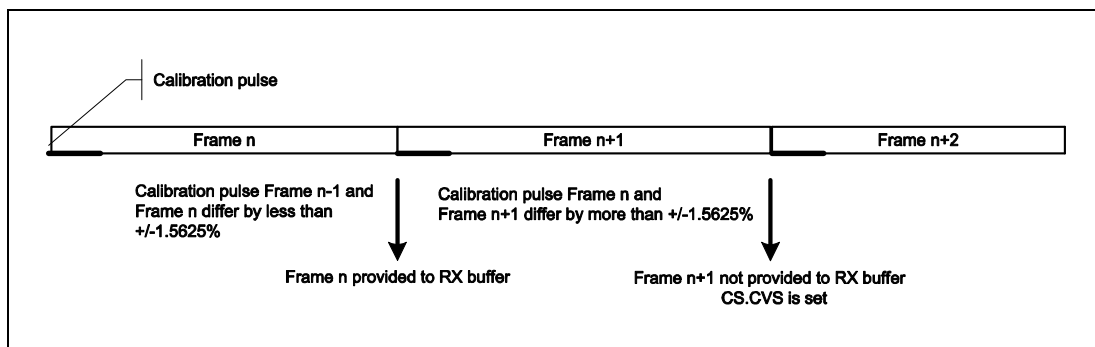 Calibration pulse
Frame n
Frame n+1
Frame n+2
Calibration pulse Frame n-1 and
Frame n differ by less than
+/-1.5625%
Calibration pulse Frame n and
Frame n+1 differ by more than +/-1.5625%
Frame n provided to RX buffer
Frame n+1 not provided to RX buffer
CS.CVS is set